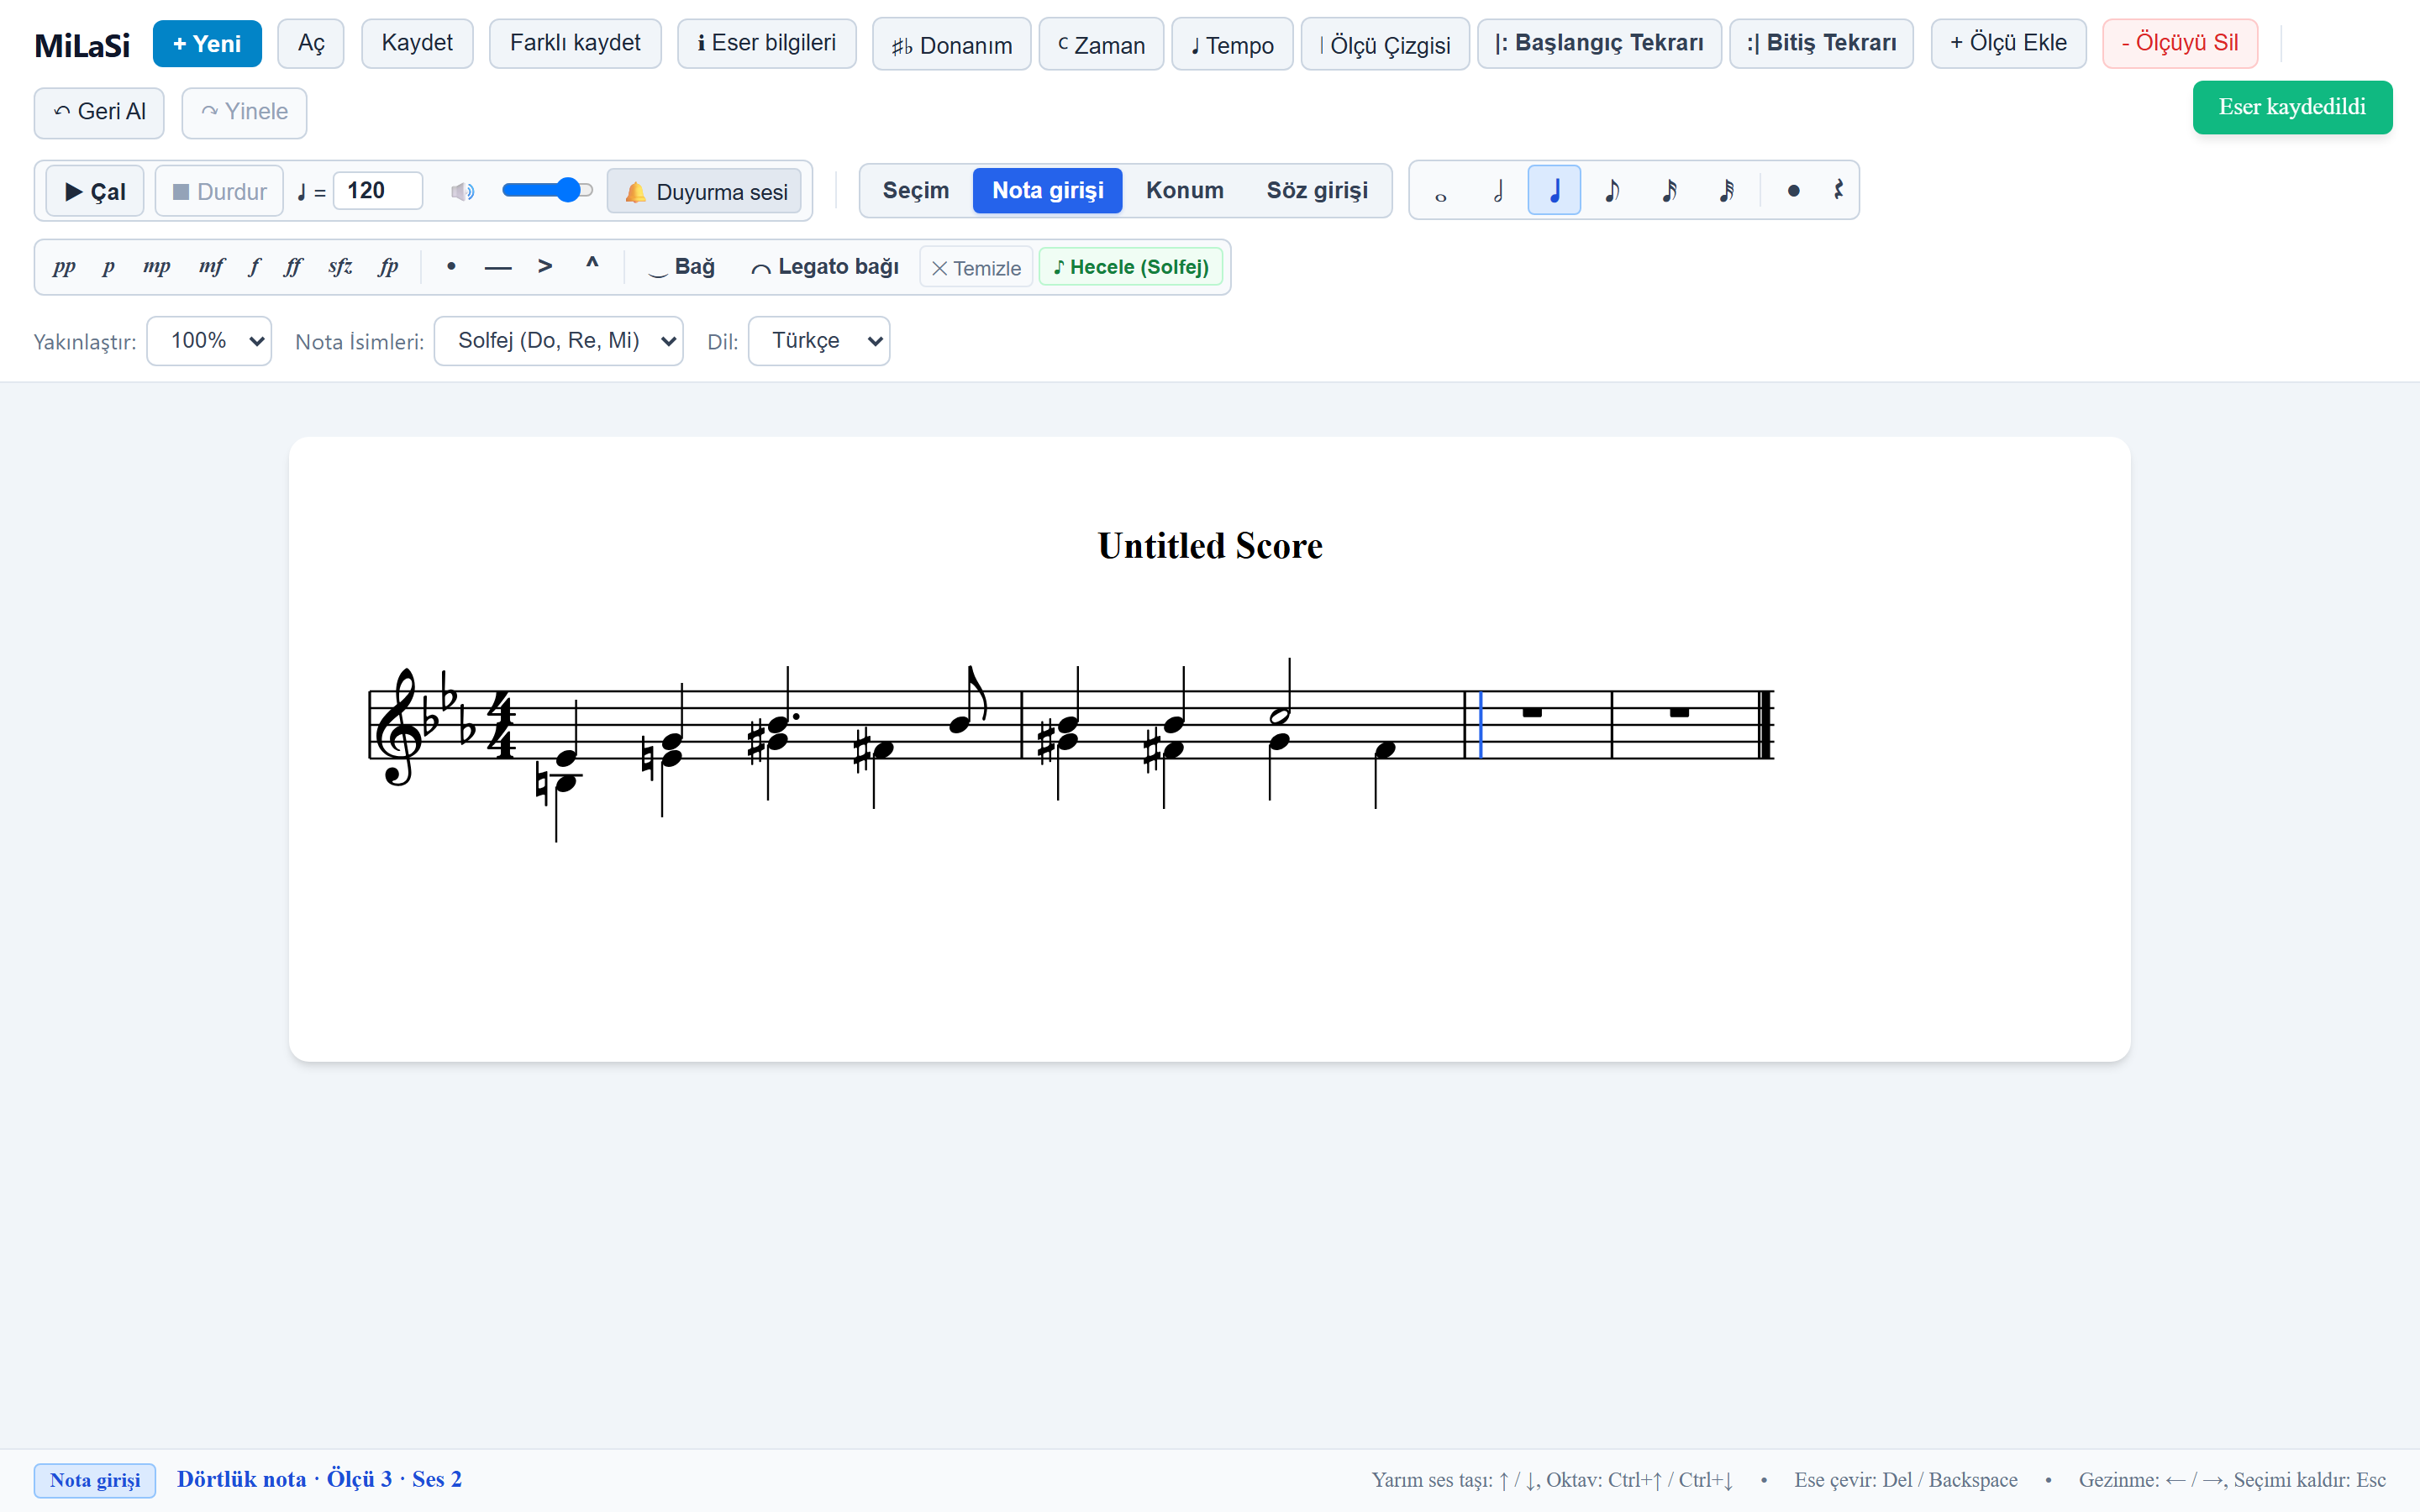 MiLaSi + Yeni Aç Kaydet Farklı kaydet ℹ Eser bilgileri ♯♭ Donanım C Zaman ♩ Tempo | Ölçü Çizgisi |: Başlangıç Tekrarı :| Bitiş Tekrarı + Ölçü Ekle - Ölçüyü Sil
↶ Geri Al ↷ Yinele Eser kaydedildi
▶ Çal ■ Durdur ♩ = 120 🔊 🔔 Duyurma sesi Seçim Nota girişi Konum Söz girişi
pp p mp mf f ff sfz fp • — > ^ ‿ Bağ ⌒ Legato bağı ✕ Temizle ♪ Hecele (Solfej)
Yakınlaştır: 100% Nota İsimleri: Solfej (Do, Re, Mi) Dil: Türkçe
Untitled Score
4
4
Nota girişi Dörtlük nota · Ölçü 3 · Ses 2 Yarım ses taşı: ↑ / ↓, Oktav: Ctrl+↑ / Ctrl+↓ • Ese çevir: Del / Backspace • Gezinme: ← / →, Seçimi kaldır: Esc